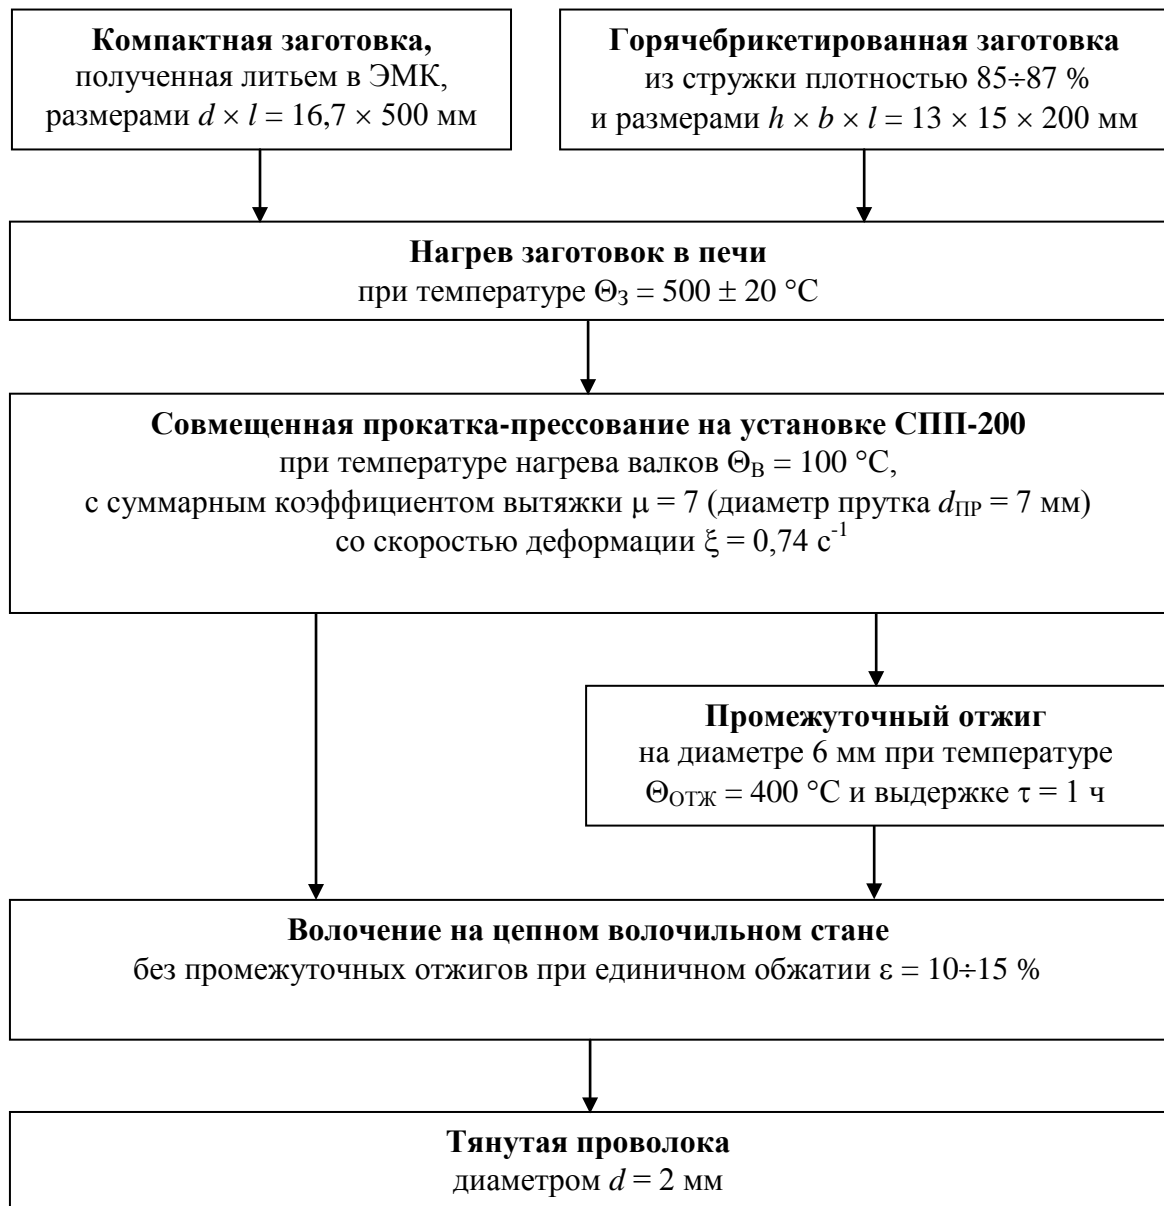 Компактная заготовка,
полученная литьем в ЭМК,
размерами d × l = 16,7 × 500 мм
Горячебрикетированная заготовка
из стружки плотностью 85÷87 %
и размерами h × b × l = 13 × 15 × 200 мм
Нагрев заготовок в печи
при температуре Θ_З = 500 ± 20 °С
Совмещенная прокатка-прессование на установке СПП-200
при температуре нагрева валков Θ_В = 100 °С,
с суммарным коэффициентом вытяжки μ = 7 (диаметр прутка d_ПР = 7 мм)
со скоростью деформации ξ = 0,74 с⁻¹
Промежуточный отжиг
на диаметре 6 мм при температуре
Θ_ОТЖ = 400 °С и выдержке τ = 1 ч
Волочение на цепном волочильном стане
без промежуточных отжигов при единичном обжатии ε = 10÷15 %
Тянутая проволока
диаметром d = 2 мм